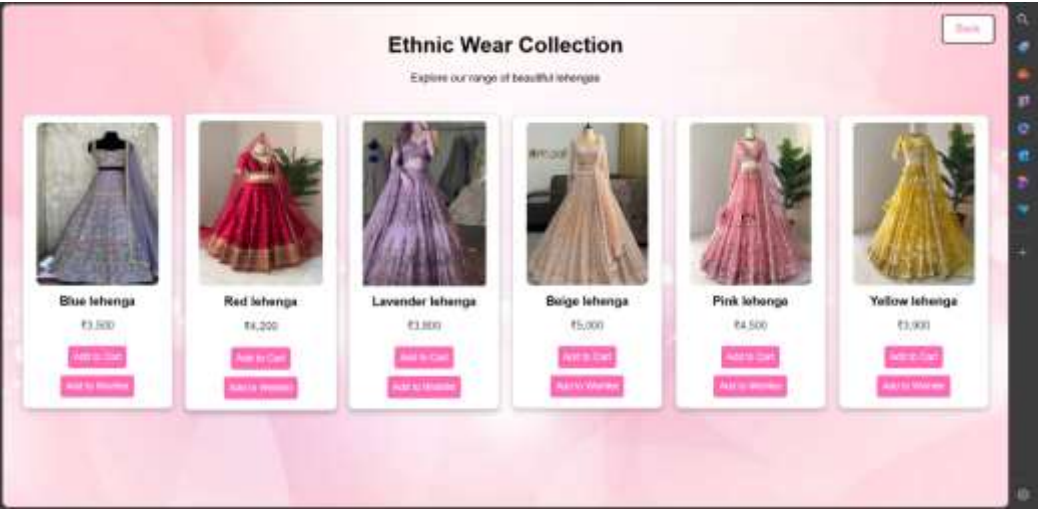 Back
Ethnic Wear Collection
Explore our range of beautiful lehengas
Blue lehenga
₹3,500
Add to Cart
Add to Wishlist
Red lehenga
₹4,200
Add to Cart
Add to Wishlist
Lavender lehenga
₹3,800
Add to Cart
Add to Wishlist
Beige lehenga
₹5,000
Add to Cart
Add to Wishlist
Pink lehenga
₹4,500
Add to Cart
Add to Wishlist
Yellow lehenga
₹3,900
Add to Cart
Add to Wishlist